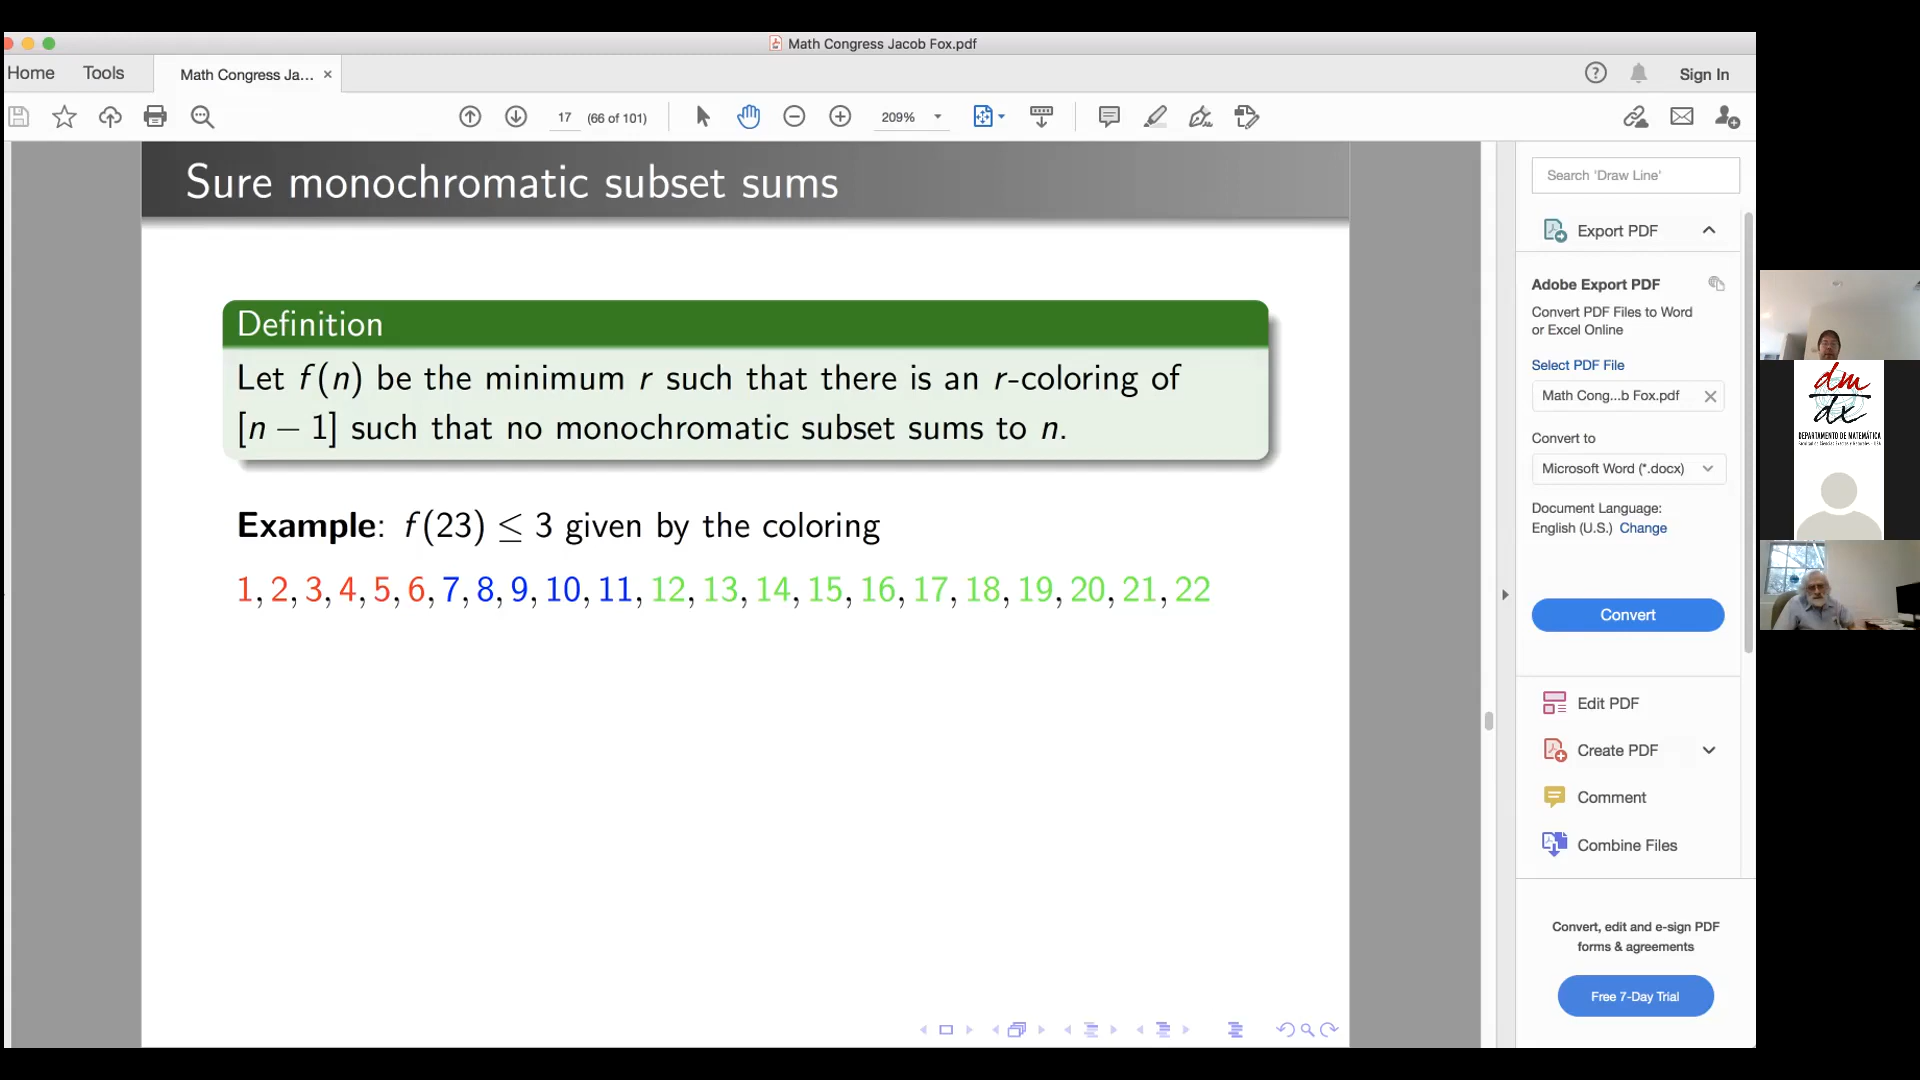 Math Congress Jacob Fox.pdf
Home Tools Math Congress Ja... × Sign In
17 (66 of 101) 209%
Sure monochromatic subset sums
Definition
Let f(n) be the minimum r such that there is an r-coloring of
[n − 1] such that no monochromatic subset sums to n.
Example: f(23) ≤ 3 given by the coloring
1, 2, 3, 4, 5, 6, 7, 8, 9, 10, 11, 12, 13, 14, 15, 16, 17, 18, 19, 20, 21, 22
Search 'Draw Line'
Export PDF
Adobe Export PDF
Convert PDF Files to Word
or Excel Online
Select PDF File
Math Cong...b Fox.pdf
Convert to
Microsoft Word (*.docx)
Document Language:
English (U.S.) Change
Convert
Edit PDF
Create PDF
Comment
Combine Files
Convert, edit and e-sign PDF
forms & agreements
Free 7-Day Trial
dm
dx
DEPARTAMENTO DE MATEMÁTICA